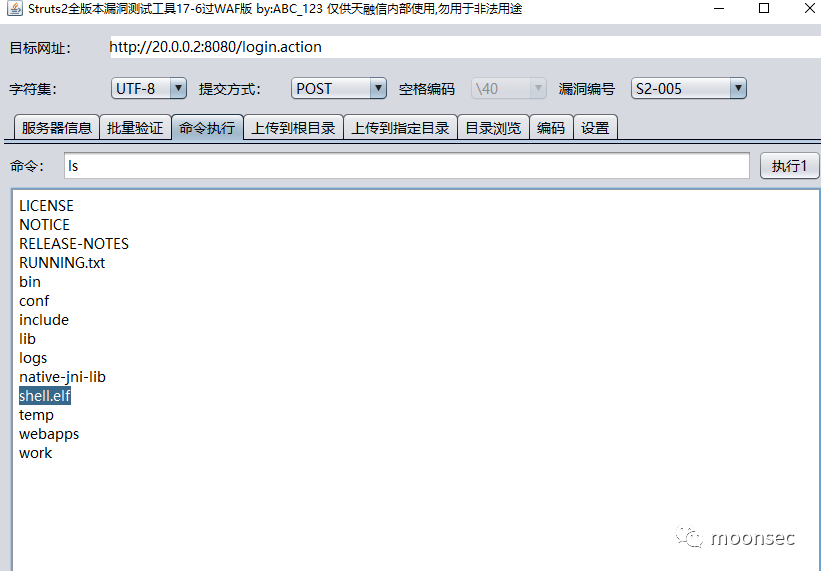 Struts2全版本漏洞测试工具17-6过WAF版 by:ABC_123 仅供天融信内部使用,勿用于非法用途
目标网址： http://20.0.0.2:8080/login.action
字符集： UTF-8 提交方式： POST 空格编码 \40 漏洞编号 S2-005
服务器信息 批量验证 命令执行 上传到根目录 上传到指定目录 目录浏览 编码 设置
命令： ls 执行1
LICENSE
NOTICE
RELEASE-NOTES
RUNNING.txt
bin
conf
include
lib
logs
native-jni-lib
shell.elf
temp
webapps
work
moonsec